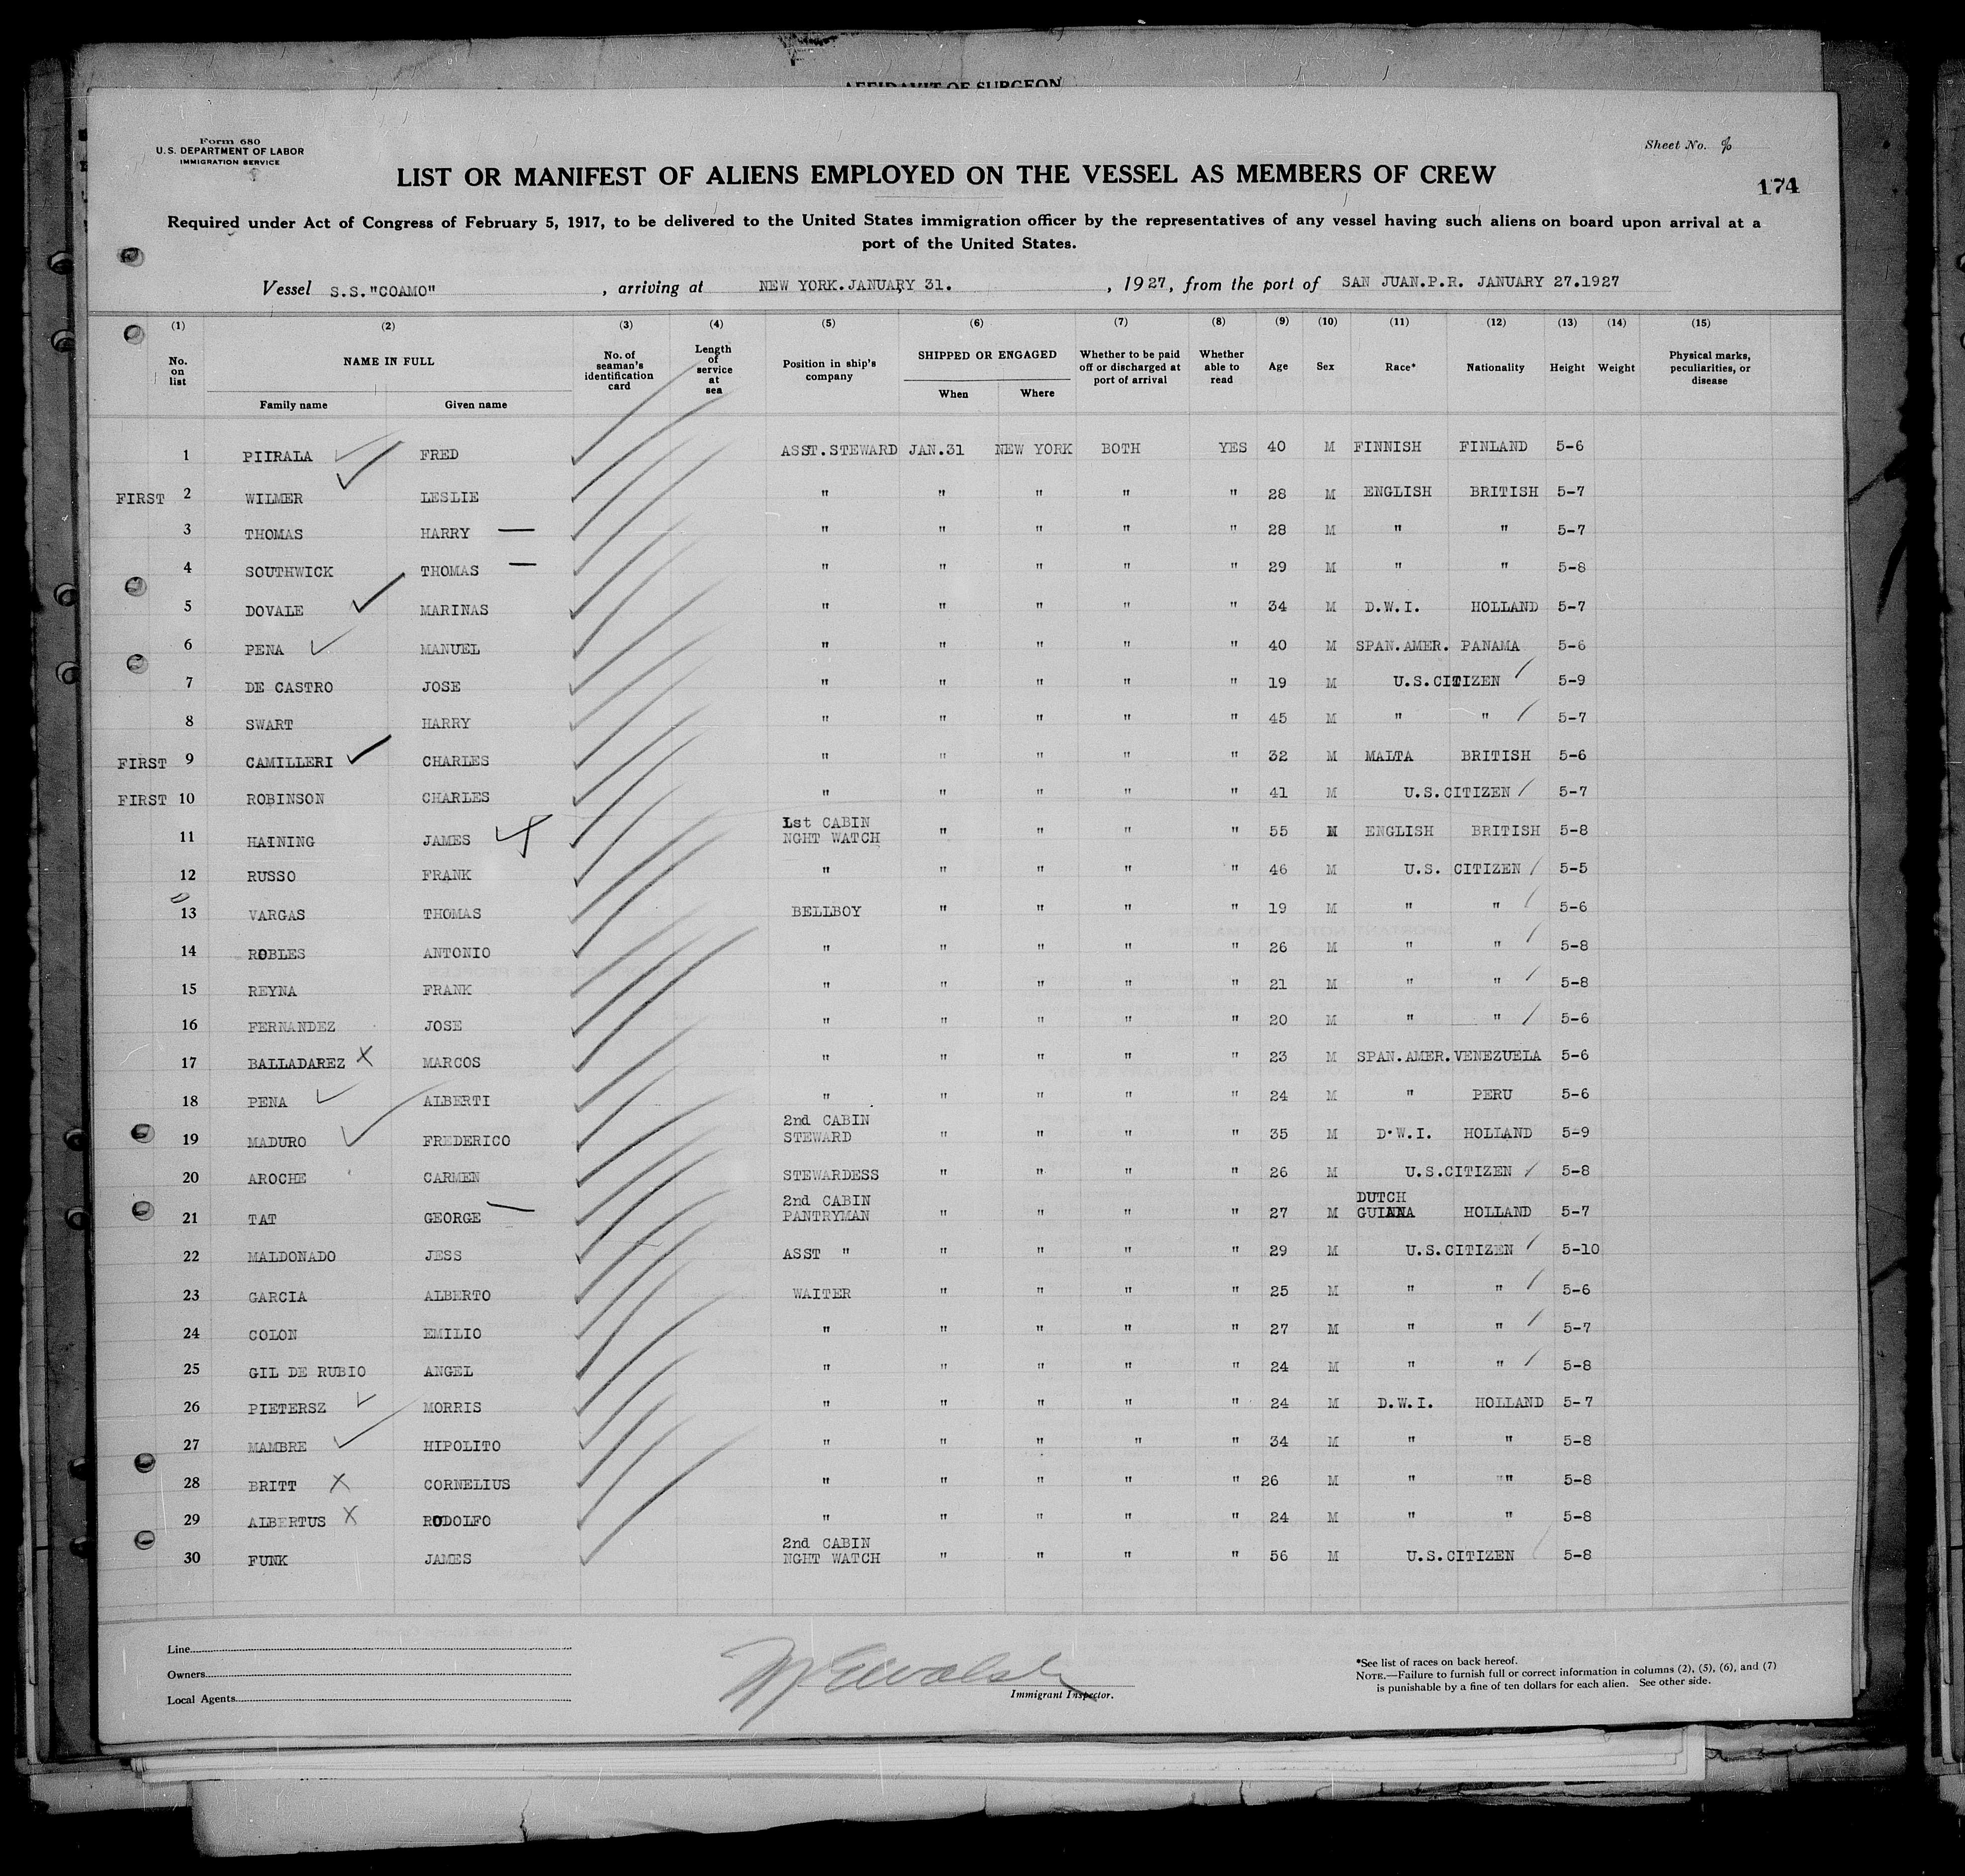 AFFIDAVIT OF SURGEON
Form 680
U.S. DEPARTMENT OF LABOR
IMMIGRATION SERVICE
Sheet No.
LIST OR MANIFEST OF ALIENS EMPLOYED ON THE VESSEL AS MEMBERS OF CREW
174
Required under Act of Congress of February 5, 1917, to be delivered to the United States immigration officer by the representatives of any vessel having such aliens on board upon arrival at a
port of the United States.
Vessel S.S."COAMO" , arriving at NEW YORK.JANUARY 31. , 1927, from the port of SAN JUAN.P.R. JANUARY 27.1927
(1) (2) (3) (4) (5) (6) (7) (8) (9) (10) (11) (12) (13) (14) (15)
No. on list NAME IN FULL Family name Given name No. of seaman's identification card Length of service at sea Position in ship's company SHIPPED OR ENGAGED When Where Whether to be paid off or discharged at port of arrival Whether able to read Age Sex Race* Nationality Height Weight Physical marks, peculiarities, or disease
1 PIIRALA FRED ASST.STEWARD JAN.31 NEW YORK BOTH YES 40 M FINNISH FINLAND 5-6
FIRST 2 WILMER LESLIE " " " " " 28 M ENGLISH BRITISH 5-7
3 THOMAS HARRY — " " " " " 28 M " " 5-7
4 SOUTHWICK THOMAS — " " " " " 29 M " " 5-8
5 DOVALE MARINAS " " " " " 34 M D.W.I. HOLLAND 5-7
6 PENA MANUEL " " " " " 40 M SPAN.AMER. PANAMA 5-6
7 DE CASTRO JOSE " " " " " 19 M U.S.CITIZEN 5-9
8 SWART HARRY " " " " " 45 M " " 5-7
FIRST 9 CAMILLERI CHARLES " " " " " 32 M MALTA BRITISH 5-6
FIRST 10 ROBINSON CHARLES " " " " " 41 M U.S.CITIZEN 5-7
11 HAINING JAMES 1st CABIN NGHT WATCH " " " " 55 M ENGLISH BRITISH 5-8
12 RUSSO FRANK " " " " " 46 M U.S. CITIZEN 5-5
13 VARGAS THOMAS BELLBOY " " " " 19 M " " 5-6
14 ROBLES ANTONIO " " " " " 26 M " " 5-8
15 REYNA FRANK " " " " " 21 M " " 5-8
16 FERNANDEZ JOSE " " " " " 20 M " " 5-6
17 BALLADAREZ X MARCOS " " " " " 23 M SPAN.AMER. VENEZUELA 5-6
18 PENA ALBERTI " " " " " 24 M " PERU 5-6
19 MADURO FREDERICO 2nd CABIN STEWARD " " " " 35 M D.W.I. HOLLAND 5-9
20 AROCHE CARMEN STEWARDESS " " " " 26 M U.S.CITIZEN 5-8
21 TAT GEORGE — 2nd CABIN PANTRYMAN " " " " 27 M DUTCH GUIANA HOLLAND 5-7
22 MALDONADO JESS ASST " " " " " 29 M U.S.CITIZEN 5-10
23 GARCIA ALBERTO WAITER " " " " 25 M " " 5-6
24 COLON EMILIO " " " " " 27 M " " 5-7
25 GIL DE RUBIO ANGEL " " " " " 24 M " " 5-8
26 PIETERSZ MORRIS " " " " " 24 M D.W.I. HOLLAND 5-7
27 MAMBRE HIPOLITO " " " " " 34 M " " 5-8
28 BRITT X CORNELIUS " " " " " 26 M " " 5-8
29 ALBERTUS X RODOLFO " " " " " 24 M " " 5-8
30 FUNK JAMES 2nd CABIN NGHT WATCH " " " " 56 M U.S.CITIZEN 5-8
Line
Owners
Local Agents
Immigrant Inspector.
*See list of races on back hereof.
NOTE.—Failure to furnish full or correct information in columns (2), (5), (6), and (7)
is punishable by a fine of ten dollars for each alien. See other side.